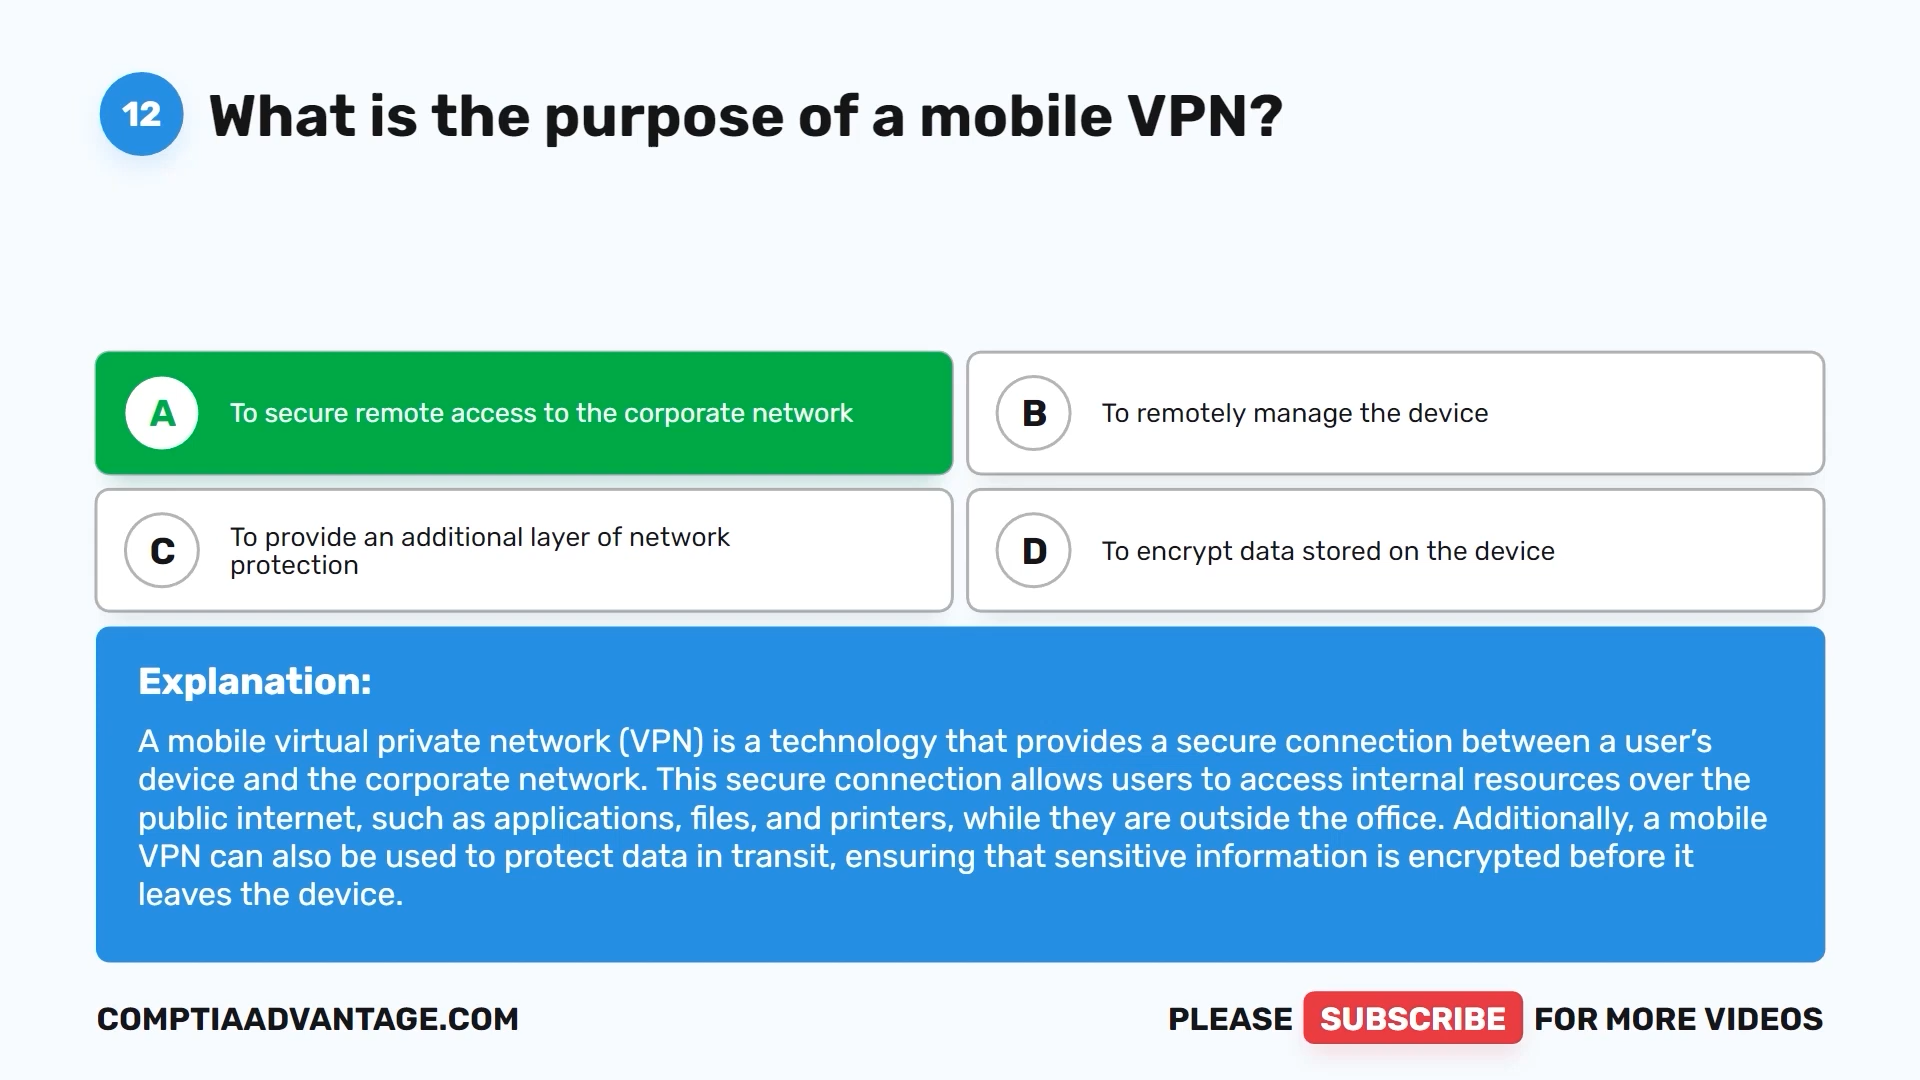 12 What is the purpose of a mobile VPN?
A To secure remote access to the corporate network
B To remotely manage the device
C To provide an additional layer of network
protection
D To encrypt data stored on the device
Explanation:
A mobile virtual private network (VPN) is a technology that provides a secure connection between a user’s
device and the corporate network. This secure connection allows users to access internal resources over the
public internet, such as applications, files, and printers, while they are outside the office. Additionally, a mobile
VPN can also be used to protect data in transit, ensuring that sensitive information is encrypted before it
leaves the device.
COMPTIAADVANTAGE.COM
PLEASE SUBSCRIBE FOR MORE VIDEOS